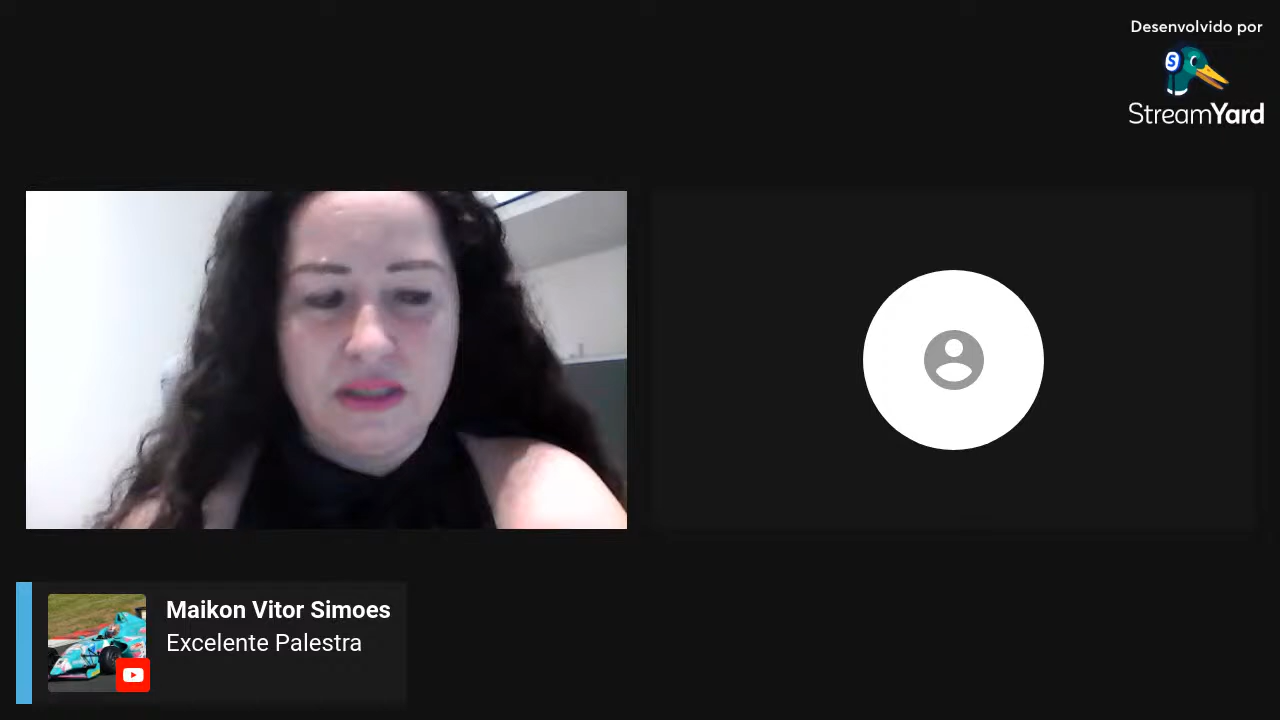 Desenvolvido por
StreamYard
Maikon Vitor Simoes
Excelente Palestra